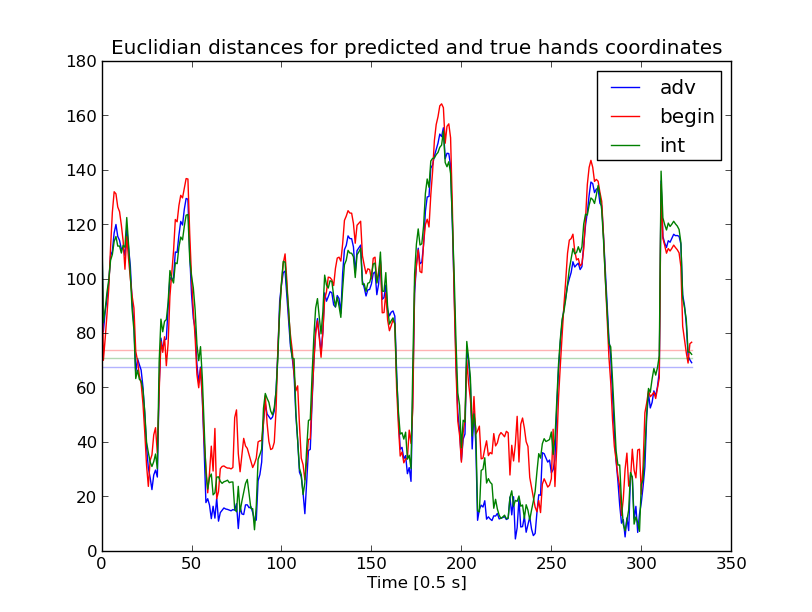 Euclidian distances for predicted and true hands coordinates
180
160
140
120
100
80
60
40
20
0
adv
begin
int
0 50 100 150 200 250 300 350
Time [0.5 s]